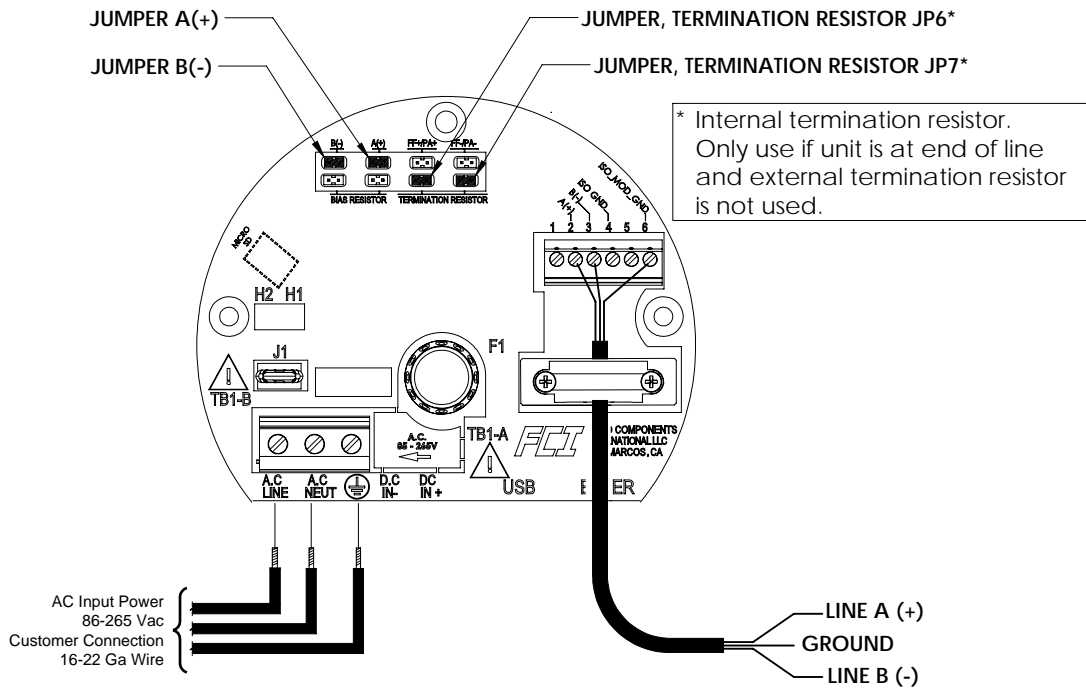 JUMPER A(+)
JUMPER, TERMINATION RESISTOR JP6*
JUMPER B(-)
JUMPER, TERMINATION RESISTOR JP7*
* Internal termination resistor.
Only use if unit is at end of line
and external termination resistor
is not used.
B(-) A(+) FF+/PA+ FF-/PA-
BIAS RESISTOR TERMINATION RESISTOR
A(+)
B(-)
ISO GND
ISO_MOD_GND
1 2 3 4 5 6
MICRO
SD
H2 H1
J1
F1
TB1-B
A.C.
85 - 265V
TB1-A
FCI
COMPONENTS
NATIONAL LLC
MARCOS, CA
A.C
LINE
A.C
NEUT
D.C
IN-
DC
IN +
USB
AC Input Power
86-265 Vac
Customer Connection
16-22 Ga Wire
LINE A (+)
GROUND
LINE B (-)